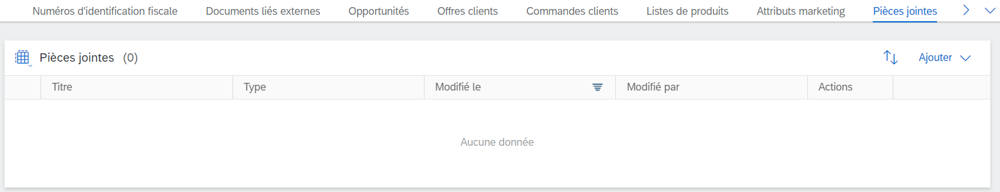 Numéros d'identification fiscale Documents liés externes Opportunités Offres clients Commandes clients Listes de produits Attributs marketing Pièces jointes
Pièces jointes (0) Ajouter
Titre Type Modifié le Modifié par Actions
Aucune donnée